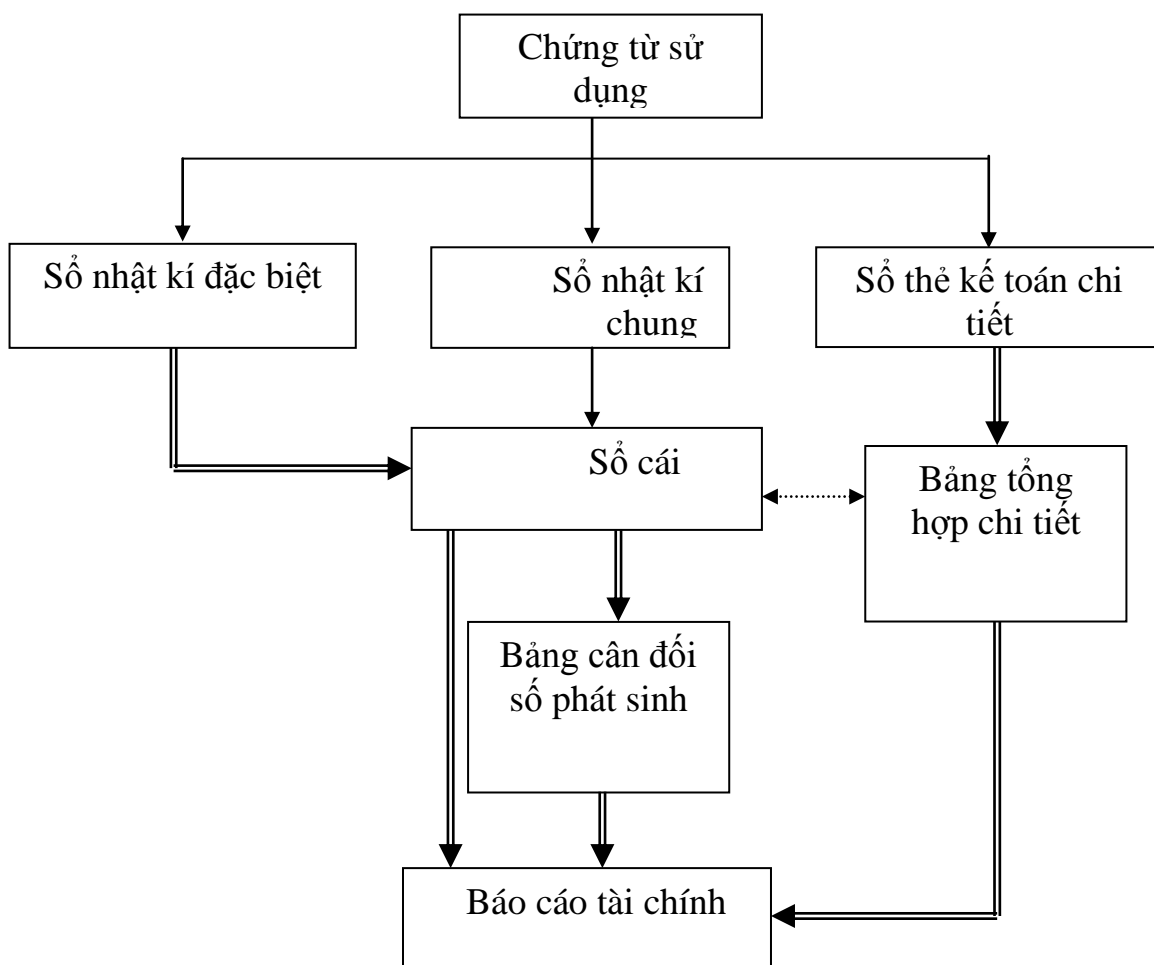 Chứng từ sử
dụng
Sổ nhật kí đặc biệt
Sổ nhật kí
chung
Sổ thẻ kế toán chi
tiết
Sổ cái
Bảng tổng
hợp chi tiết
Bảng cân đối
số phát sinh
Báo cáo tài chính